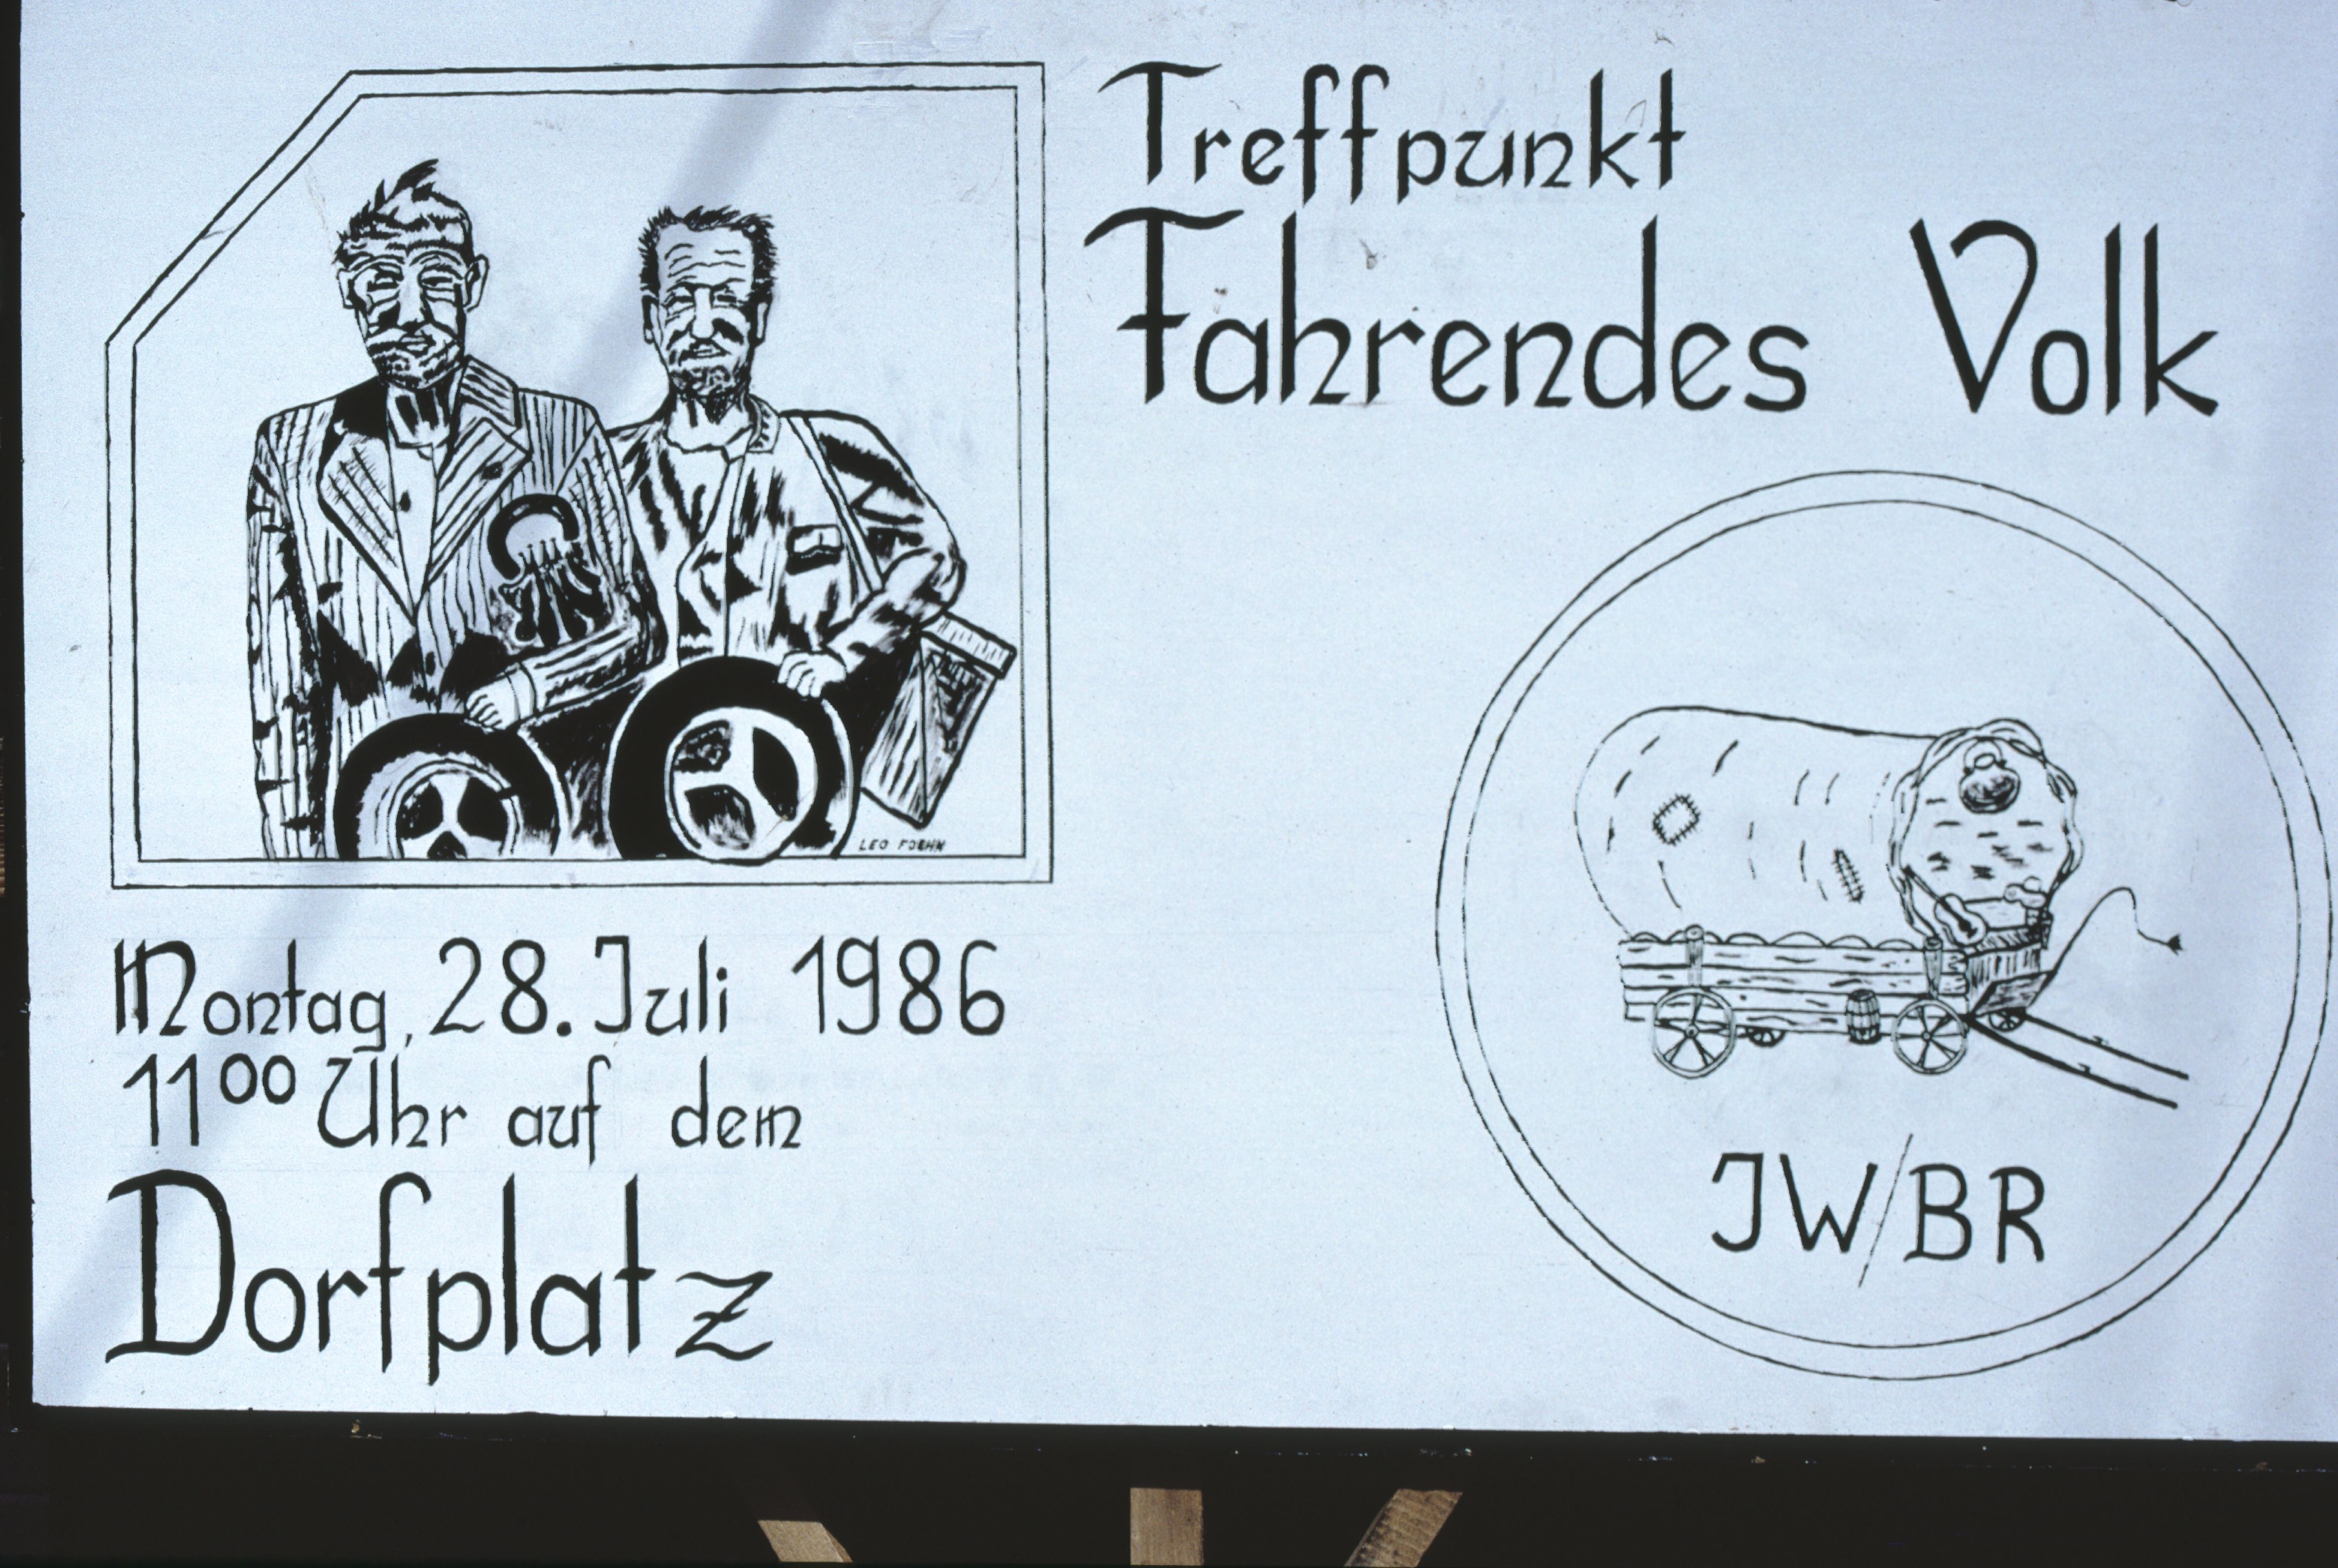 Treffpunkt
Fahrendes Volk
LEO FOEHN
Montag, 28. Juli 1986
11⁰⁰ Uhr auf dem
Dorfplatz
JW/BR